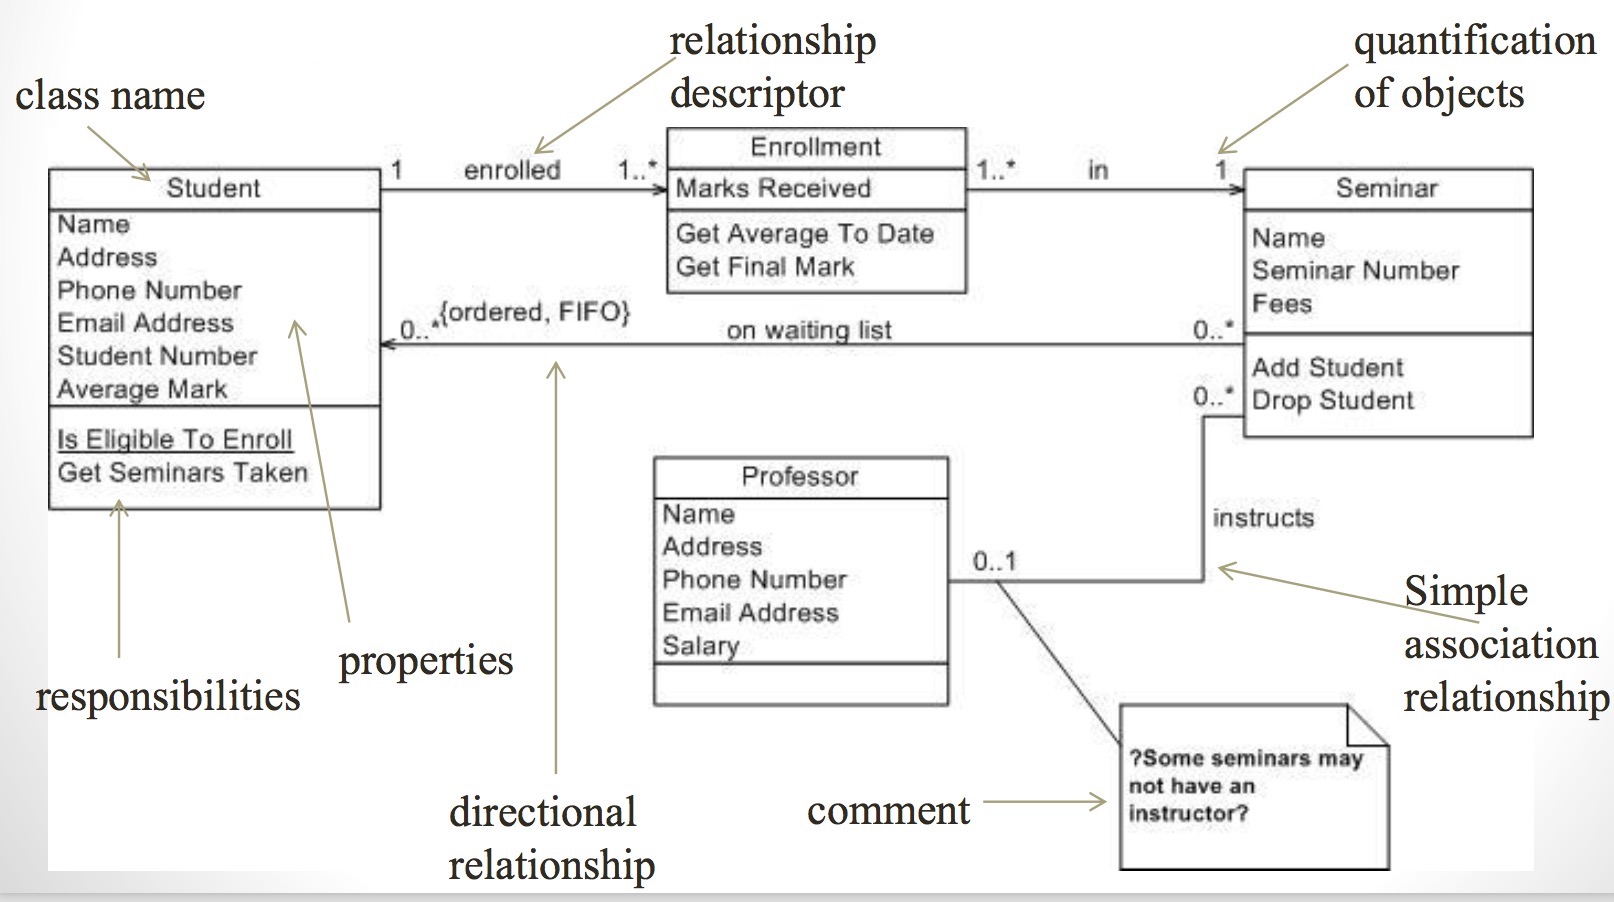 relationship
descriptor
quantification
of objects
class name
Student
Name
Address
Phone Number
Email Address
Student Number
Average Mark
Is Eligible To Enroll
Get Seminars Taken
1 enrolled 1..*
Enrollment
Marks Received
Get Average To Date
Get Final Mark
1..* in 1
Seminar
Name
Seminar Number
Fees
Add Student
Drop Student
{ordered, FIFO}
0..* on waiting list 0..*
0..*
instructs
0..1
Professor
Name
Address
Phone Number
Email Address
Salary
Simple
association
relationship
properties
responsibilities
directional
relationship
comment
?Some seminars may
not have an
instructor?